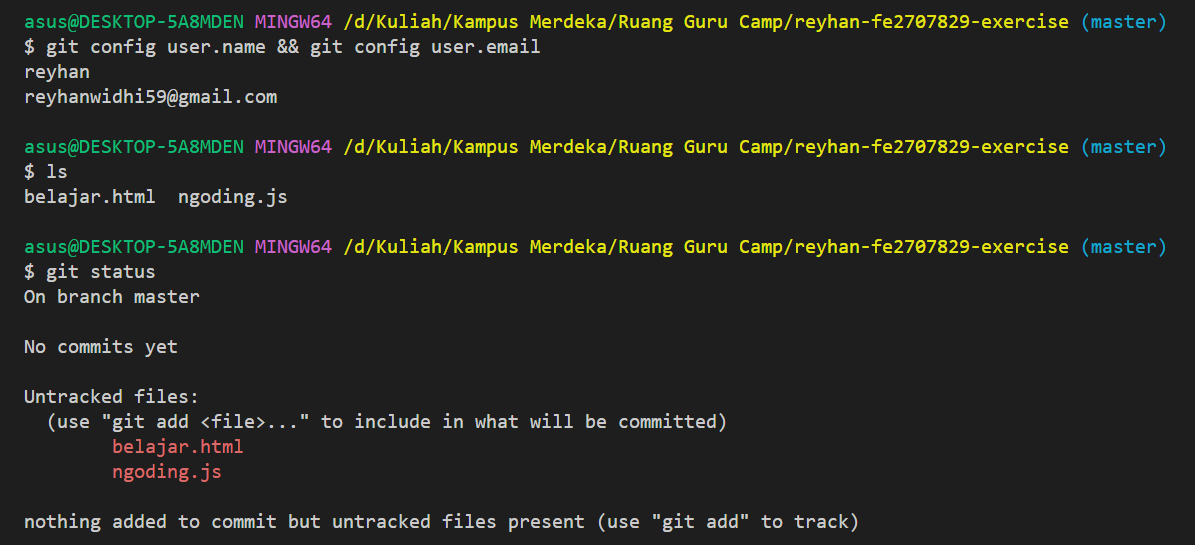 asus@DESKTOP-5A8MDEN MINGW64 /d/Kuliah/Kampus Merdeka/Ruang Guru Camp/reyhan-fe2707829-exercise (master)
$ git config user.name && git config user.email
reyhan
reyhanwidhi59@gmail.com

asus@DESKTOP-5A8MDEN MINGW64 /d/Kuliah/Kampus Merdeka/Ruang Guru Camp/reyhan-fe2707829-exercise (master)
$ ls
belajar.html  ngoding.js

asus@DESKTOP-5A8MDEN MINGW64 /d/Kuliah/Kampus Merdeka/Ruang Guru Camp/reyhan-fe2707829-exercise (master)
$ git status
On branch master

No commits yet

Untracked files:
  (use "git add <file>..." to include in what will be committed)
        belajar.html
        ngoding.js

nothing added to commit but untracked files present (use "git add" to track)